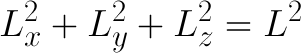 L_x^2 + L_y^2 + L_z^2 = L^2